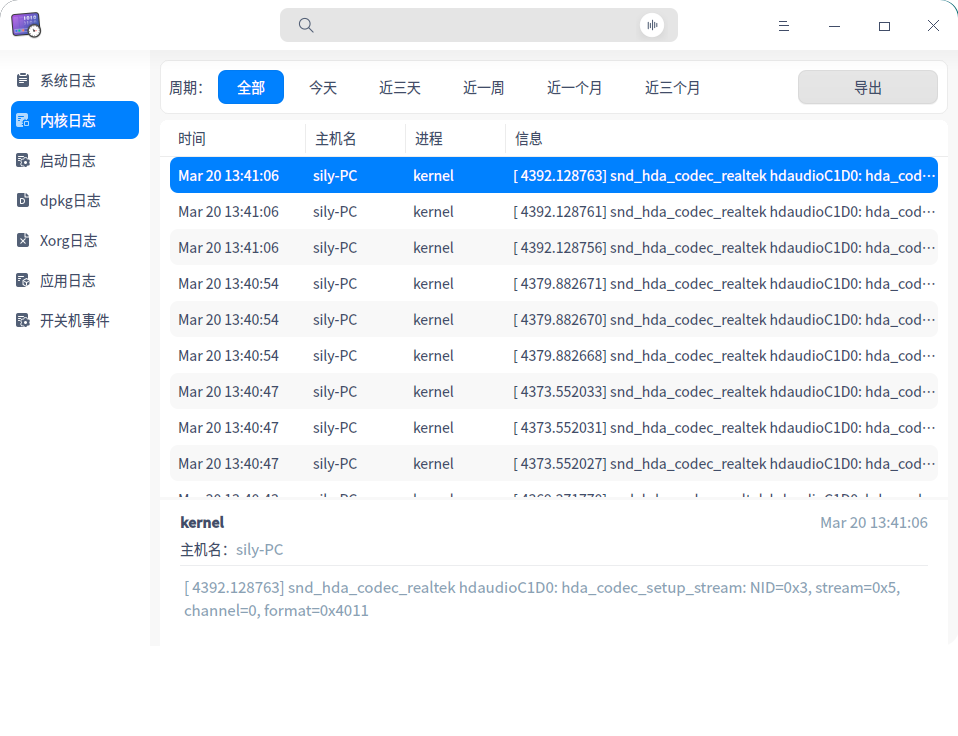 系统日志
内核日志
启动日志
dpkg日志
Xorg日志
应用日志
开关机事件
周期： 全部 今天 近三天 近一周 近一个月 近三个月 导出
时间 主机名 进程 信息
Mar 20 13:41:06 sily-PC kernel [ 4392.128763] snd_hda_codec_realtek hdaudioC1D0: hda_cod···
Mar 20 13:41:06 sily-PC kernel [ 4392.128761] snd_hda_codec_realtek hdaudioC1D0: hda_cod···
Mar 20 13:41:06 sily-PC kernel [ 4392.128756] snd_hda_codec_realtek hdaudioC1D0: hda_cod···
Mar 20 13:40:54 sily-PC kernel [ 4379.882671] snd_hda_codec_realtek hdaudioC1D0: hda_cod···
Mar 20 13:40:54 sily-PC kernel [ 4379.882670] snd_hda_codec_realtek hdaudioC1D0: hda_cod···
Mar 20 13:40:54 sily-PC kernel [ 4379.882668] snd_hda_codec_realtek hdaudioC1D0: hda_cod···
Mar 20 13:40:47 sily-PC kernel [ 4373.552033] snd_hda_codec_realtek hdaudioC1D0: hda_cod···
Mar 20 13:40:47 sily-PC kernel [ 4373.552031] snd_hda_codec_realtek hdaudioC1D0: hda_cod···
Mar 20 13:40:47 sily-PC kernel [ 4373.552027] snd_hda_codec_realtek hdaudioC1D0: hda_cod···
kernel Mar 20 13:41:06
主机名： sily-PC
[ 4392.128763] snd_hda_codec_realtek hdaudioC1D0: hda_codec_setup_stream: NID=0x3, stream=0x5,
channel=0, format=0x4011